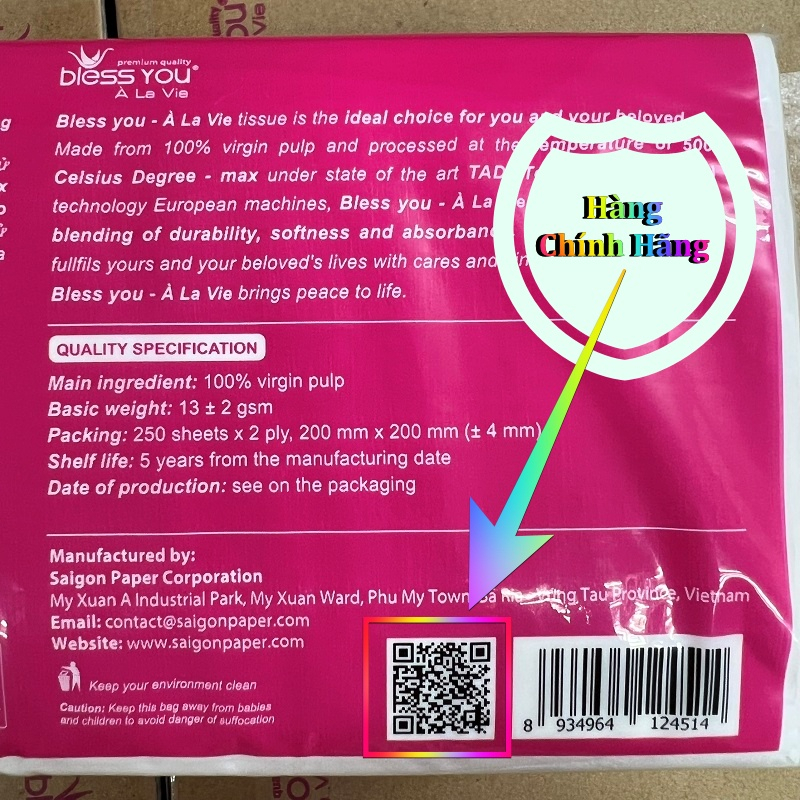 premium quality
bless you®
À La Vie
Bless you - À La Vie tissue is the ideal choice for you and your beloved
Made from 100% virgin pulp and processed at the temperature of 500
Celsius Degree - max under state of the art TAD
technology European machines, Bless you - À La Vie
blending of durability, softness and
fullfils yours and your beloved's lives with cares and
Bless you - À La Vie brings peace to life.
Hàng
Chính Hãng
QUALITY SPECIFICATION
Main ingredient: 100% virgin pulp
Basic weight: 13 ± 2 gsm
Packing: 250 sheets x 2 ply, 200 mm x 200 mm (± 4 mm)
Shelf life: 5 years from the manufacturing date
Date of production: see on the packaging
Manufactured by:
Saigon Paper Corporation
My Xuan A Industrial Park, My Xuan Ward, Phu My Town, Ba Ria - Vung Tau Province, Vietnam
Email: contact@saigonpaper.com
Website: www.saigonpaper.com
Keep your environment clean
Caution: Keep this bag away from babies
and children to avoid danger of suffocation
8 934964 124514